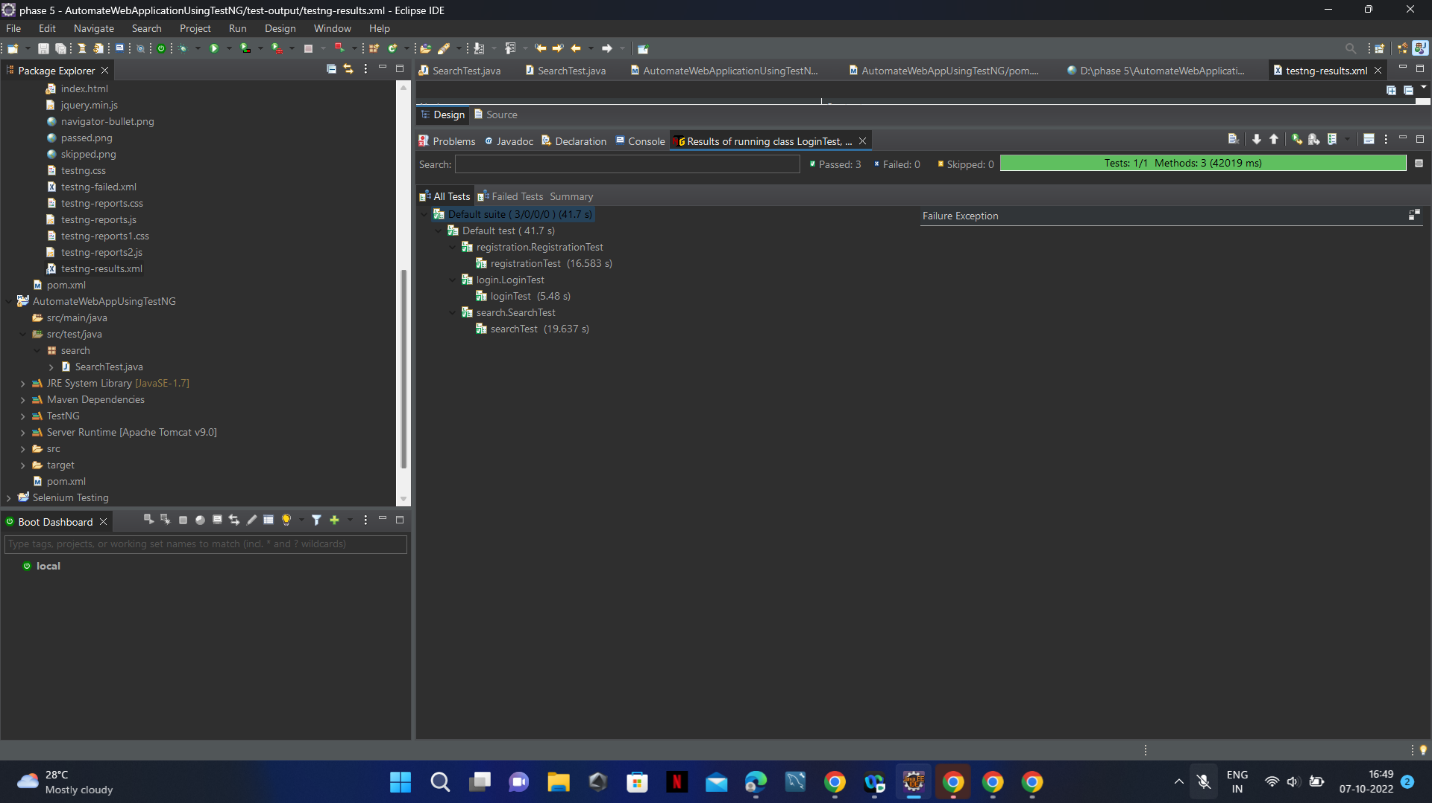 phase 5 - AutomateWebApplicationUsingTestNG/test-output/testng-results.xml - Eclipse IDE
File Edit Navigate Search Project Run Design Window Help
Package Explorer
index.html
jquery.min.js
navigator-bullet.png
passed.png
skipped.png
testng.css
testng-failed.xml
testng-reports.css
testng-reports.js
testng-reports1.css
testng-reports2.js
testng-results.xml
pom.xml
AutomateWebAppUsingTestNG
src/main/java
src/test/java
search
SearchTest.java
JRE System Library [JavaSE-1.7]
Maven Dependencies
TestNG
Server Runtime [Apache Tomcat v9.0]
src
target
pom.xml
Selenium Testing
Boot Dashboard
Type tags, projects, or working set names to match (incl. * and ? wildcards)
local
SearchTest.java SearchTest.java AutomateWebApplicationUsingTestN... AutomateWebAppUsingTestNG/pom.... D:\phase 5\AutomateWebApplicati... testng-results.xml
Design Source
Problems Javadoc Declaration Console Results of running class LoginTest, ...
Search: Passed: 3 Failed: 0 Skipped: 0 Tests: 1/1 Methods: 3 (42019 ms)
All Tests Failed Tests Summary
Default suite ( 3/0/0/0 ) (41.7 s)
Default test ( 41.7 s)
registration.RegistrationTest
registrationTest (16.583 s)
login.LoginTest
loginTest (5.48 s)
search.SearchTest
searchTest (19.637 s)
Failure Exception
28°C
Mostly cloudy
ENG
IN
16:49
07-10-2022
2